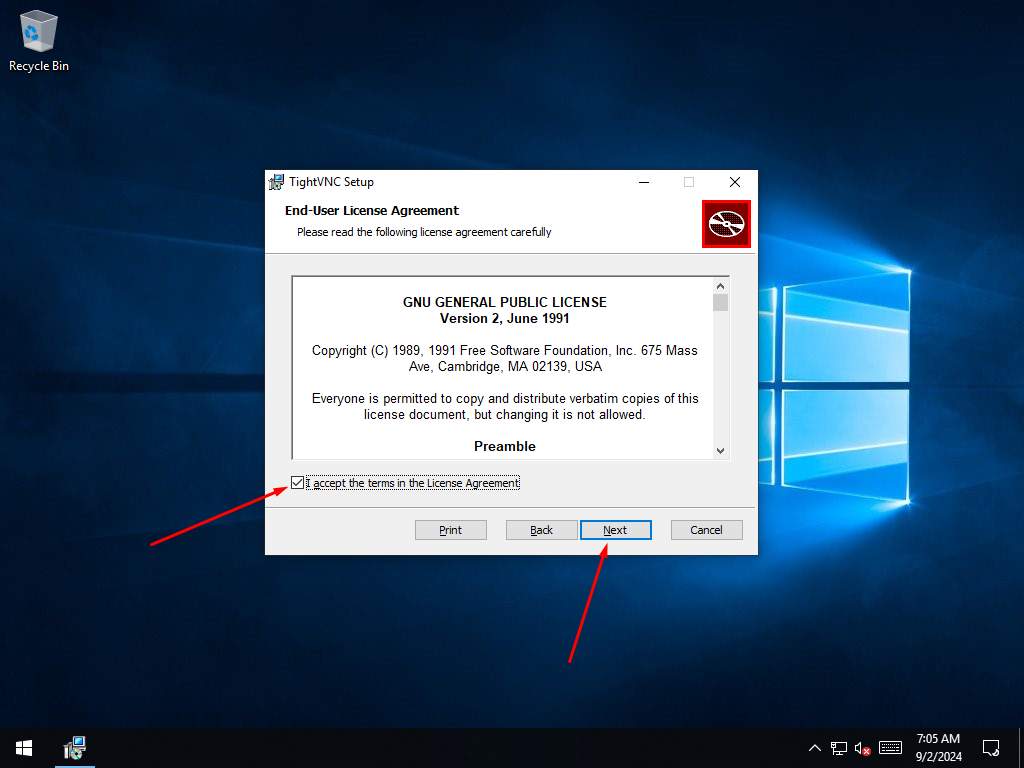 Recycle Bin
TightVNC Setup
End-User License Agreement
Please read the following license agreement carefully
GNU GENERAL PUBLIC LICENSE
Version 2, June 1991
Copyright (C) 1989, 1991 Free Software Foundation, Inc. 675 Mass
Ave, Cambridge, MA 02139, USA
Everyone is permitted to copy and distribute verbatim copies of this
license document, but changing it is not allowed.
Preamble
I accept the terms in the License Agreement
Print
Back
Next
Cancel
7:05 AM
9/2/2024